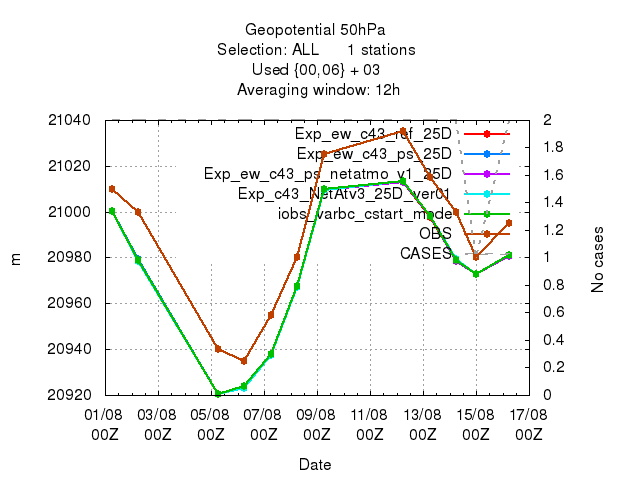 Geopotential 50hPa
Selection: ALL 1 stations
Used {00,06} + 03
Averaging window: 12h
21040
21020
21000
20980
20960
20940
20920
m
2
1.8
1.6
1.4
1.2
1
0.8
0.6
0.4
0.2
0
No cases
Exp_ew_c43_ref_25D
Exp_ew_c43_ps_25D
Exp_ew_c43_ps_netatmo_v1_25D
Exp_c43_NetAtv3_25D_ver01
iobs_varbc_cstart_mode
OBS
CASES
01/08 03/08 05/08 07/08 09/08 11/08 13/08 15/08 17/08
00Z 00Z 00Z 00Z 00Z 00Z 00Z 00Z 00Z
Date